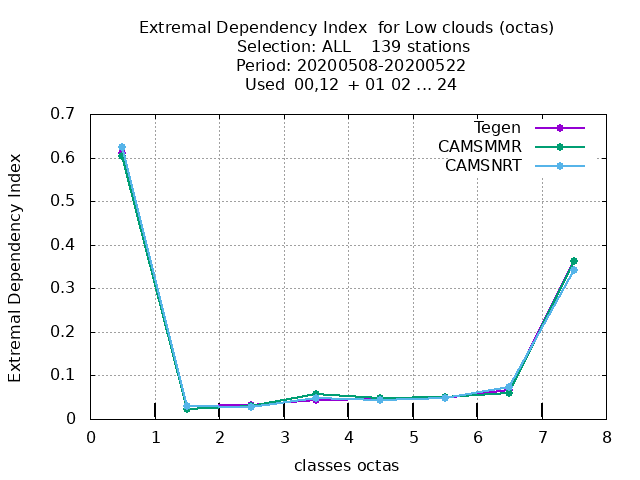 Extremal Dependency Index  for Low clouds (octas)
Selection: ALL    139 stations
Period: 20200508-20200522
Used  00,12  + 01 02 ... 24
Extremal Dependency Index
0.7
0.6
0.5
0.4
0.3
0.2
0.1
0
Tegen
CAMSMMR
CAMSNRT
0 1 2 3 4 5 6 7 8
classes octas